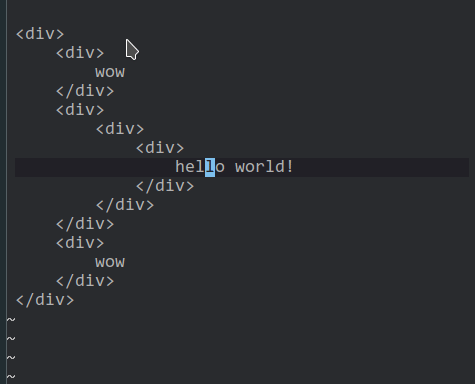 <div>
    <div>
        wow
    </div>
    <div>
        <div>
            <div>
                hello world!
            </div>
        </div>
    </div>
    <div>
        wow
    </div>
</div>
~
~
~
~